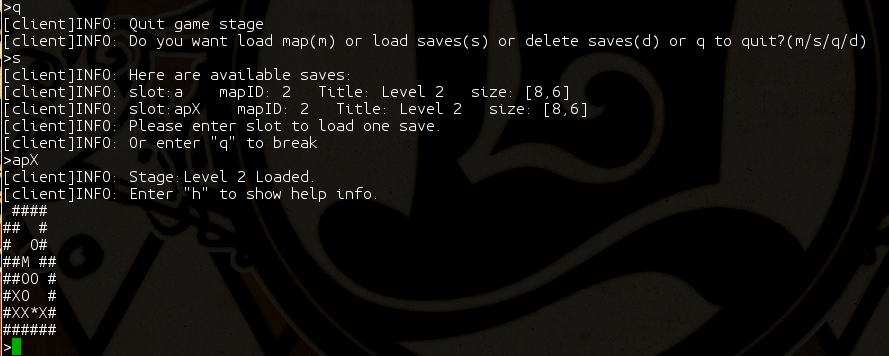 >q
[client]INFO: Quit game stage
[client]INFO: Do you want load map(m) or load saves(s) or delete saves(d) or q to quit?(m/s/q/d)
>s
[client]INFO: Here are available saves:
[client]INFO: slot:a    mapID: 2   Title: Level 2   size: [8,6]
[client]INFO: slot:apX    mapID: 2   Title: Level 2   size: [8,6]
[client]INFO: Please enter slot to load one save.
[client]INFO: Or enter "q" to break
>apX
[client]INFO: Stage:Level 2 Loaded.
[client]INFO: Enter "h" to show help info.
 ####
##  #
#  O#
##M ##
##OO #
#XO  #
#XX*X#
######
>